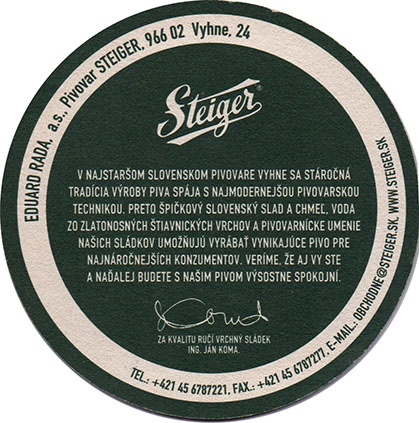 EDUARD RADA, a.s., Pivovar STEIGER, 966 02 Vyhne, 24
Steiger®
V NAJSTARŠOM SLOVENSKOM PIVOVARE VYHNE SA STÁROČNÁ
TRADÍCIA VÝROBY PIVA SPÁJA S NAJMODERNEJŠOU PIVOVARSKOU
TECHNIKOU. PRETO ŠPIČKOVÝ SLOVENSKÝ SLAD A CHMEĽ, VODA
ZO ZLATONOSNÝCH ŠTIAVNICKÝCH VRCHOV A PIVOVARNÍCKE UMENIE
NAŠICH SLÁDKOV UMOŽŇUJÚ VYRÁBAŤ VYNIKAJÚCE PIVO PRE
NAJNÁROČNEJŠÍCH KONZUMENTOV. VERÍME, ŽE AJ VY STE
A NAĎALEJ BUDETE S NAŠIM PIVOM VÝSOSTNE SPOKOJNÍ.
ZA KVALITU RUČÍ VRCHNÝ SLÁDEK
ING. JÁN KOMA.
TEL.: +421 45 6787221, FAX.: +421 45 6787277, E-MAIL.: OBCHODNE@STEIGER.SK, WWW.STEIGER.SK